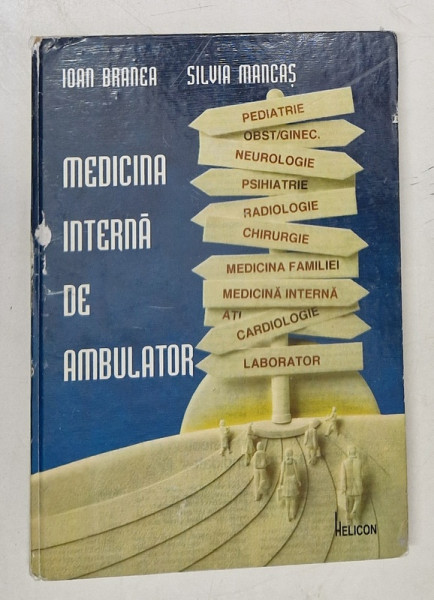 IOAN BRANEA SILVIA MANCAȘ
MEDICINA
INTERNĂ
DE
AMBULATOR
PEDIATRIE
OBST/GINEC.
NEUROLOGIE
PSIHIATRIE
RADIOLOGIE
CHIRURGIE
MEDICINA FAMILIEI
MEDICINĂ INTERNĂ
ATI
CARDIOLOGIE
LABORATOR
HELICON